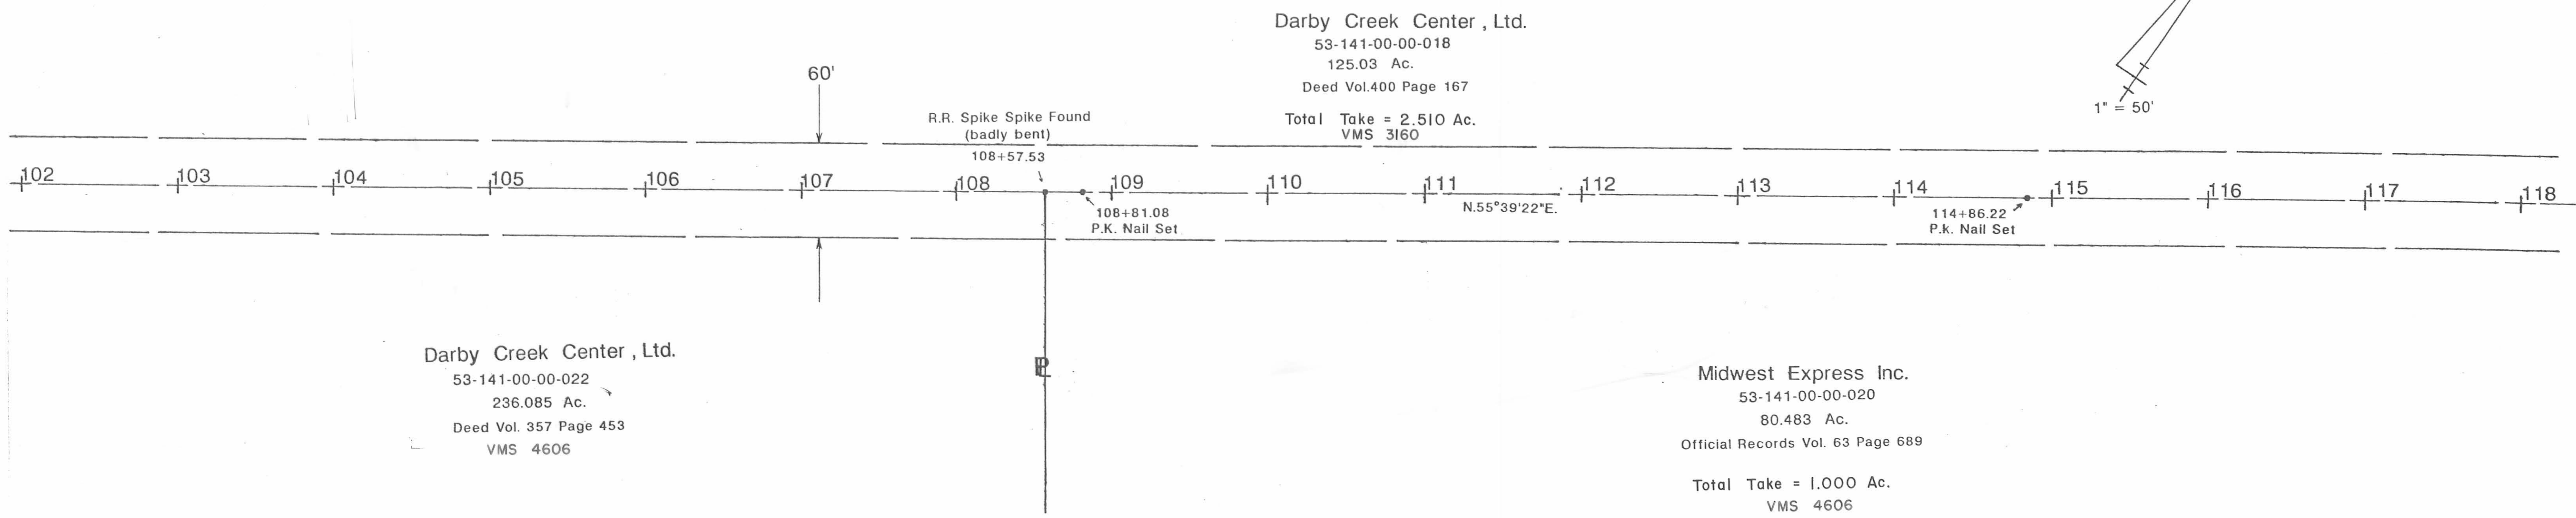 Darby Creek Center, Ltd.
53-141-00-00-018
125.03 Ac.
Deed Vol.400 Page 167
Total Take = 2.510 Ac.
VMS 3160
1" = 50'
60'
R.R. Spike Spike Found
(badly bent)
108+57.53
102 103 104 105 106 107 108 109 110 111 112 113 114 115 116 117 118
N.55°39'22"E.
108+81.08
P.K. Nail Set
114+86.22
P.k. Nail Set
PL
Darby Creek Center, Ltd.
53-141-00-00-022
236.085 Ac.
Deed Vol. 357 Page 453
VMS 4606
Midwest Express Inc.
53-141-00-00-020
80.483 Ac.
Official Records Vol. 63 Page 689
Total Take = 1.000 Ac.
VMS 4606